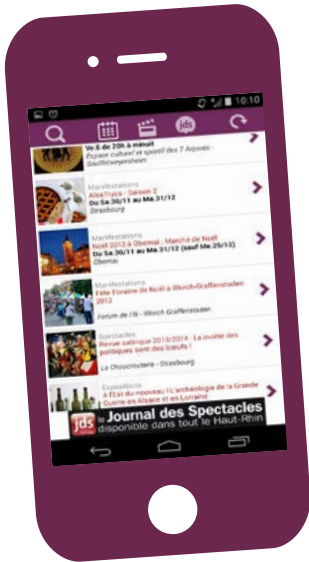 10:10
jds
Ve.6 de 20h à minuit
Espace culturel et sportif des 7 Arpents -
Souffelweyersheim
Manifestations
AlsaTrucs - Saison 2
Du Sa.30/11 au Ma.31/12
Strasbourg
Manifestations
Noël 2013 à Obernai : Marché de Noël
Du Sa.30/11 au Ma.31/12 (sauf Me.25/12)
Obernai
Manifestations
Fête Foraine de Noël à Illkirch-Graffenstaden
2013
Forum de l'Ill - Illkirch Graffenstaden
Spectacles
Revue satirique 2013/2014 : La moitié des
politiques sont des bœufs !
La Choucrouterie - Strasbourg
Expositions
A l'Est du nouveau ! L'archéologie de la Grande
Guerre en Alsace et en Lorraine
jds le Journal des Spectacles
disponible dans tout le Haut-Rhin